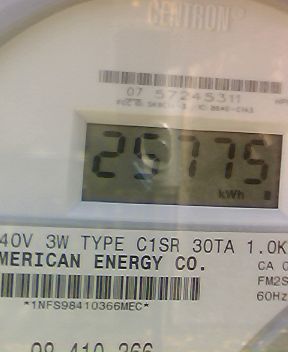 CENTRON
07 57245311
25775
kWh
40V 3W TYPE C1SR 30TA 1.0K
MERICAN ENERGY CO.
CA
FM2S
60Hz
*1NFS98410366MEC*
98 410 366